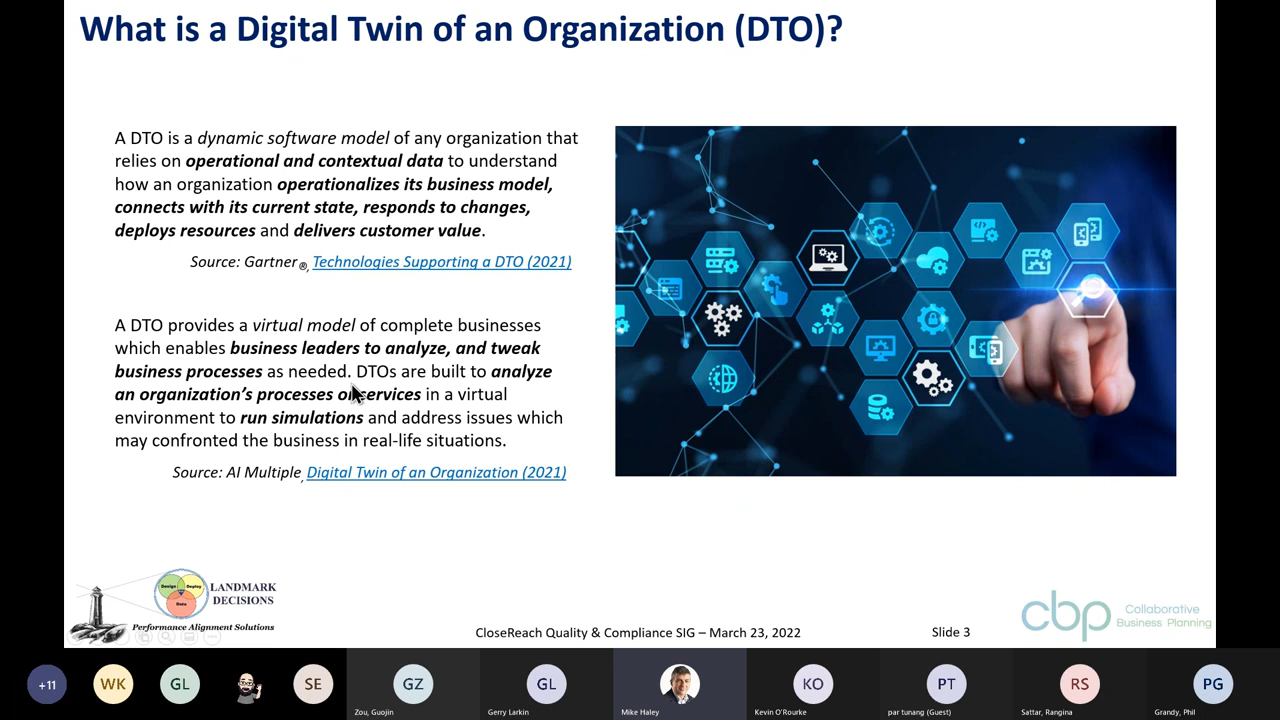 What is a Digital Twin of an Organization (DTO)?
A DTO is a dynamic software model of any organization that
relies on operational and contextual data to understand
how an organization operationalizes its business model,
connects with its current state, responds to changes,
deploys resources and delivers customer value.
Source: Gartner®, Technologies Supporting a DTO (2021)
A DTO provides a virtual model of complete businesses
which enables business leaders to analyze, and tweak
business processes as needed. DTOs are built to analyze
an organization's processes or services in a virtual
environment to run simulations and address issues which
may confronted the business in real-life situations.
Source: AI Multiple, Digital Twin of an Organization (2021)
Design
Deploy
Data
LANDMARK
DECISIONS
Performance Alignment Solutions
CloseReach Quality & Compliance SIG – March 23, 2022
Slide 3
cbp
Collaborative
Business Planning
+11
WK
GL
SE
GZ
Zou, Guojin
GL
Gerry Larkin
Mike Haley
KO
Kevin O'Rourke
PT
par tunang (Guest)
RS
Sattar, Rangina
PG
Grandy, Phil